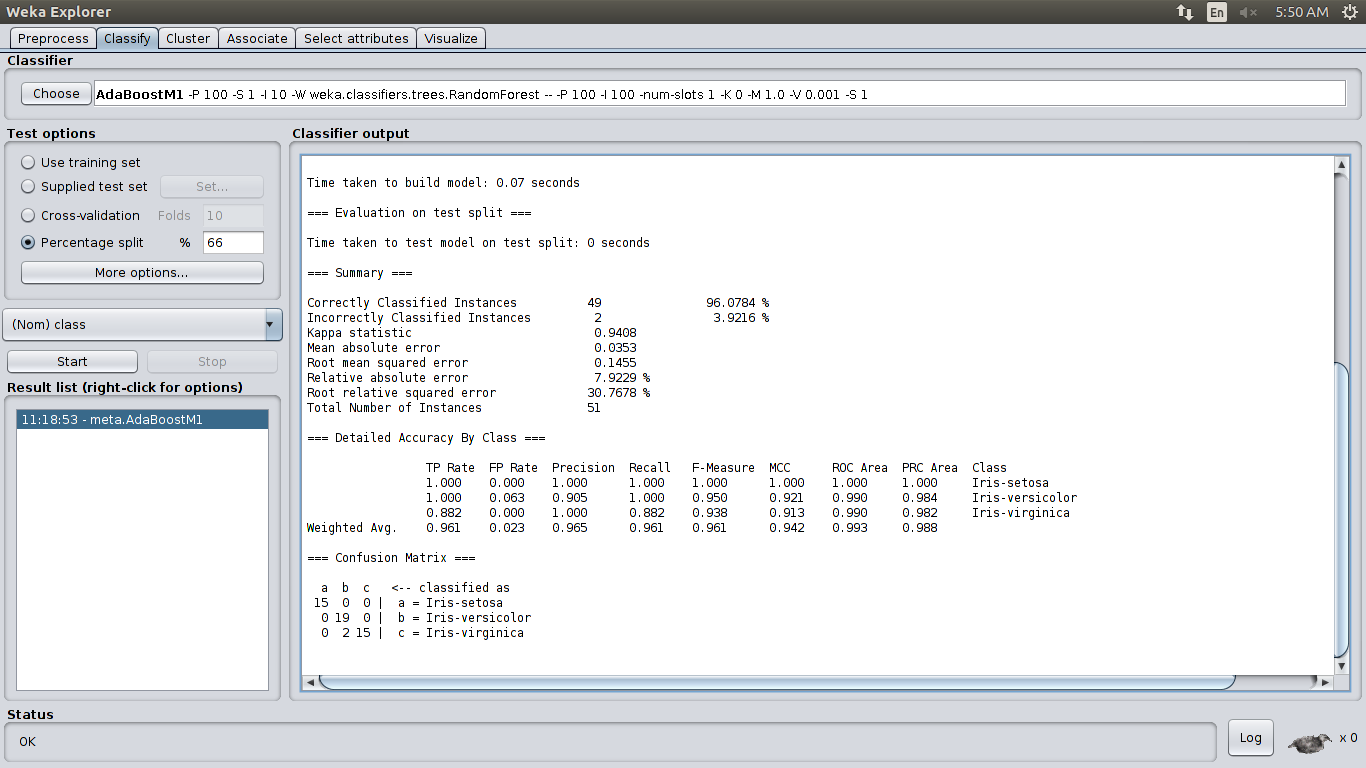 Weka Explorer
En
5:50 AM
Preprocess Classify Cluster Associate Select attributes Visualize
Classifier
Choose AdaBoostM1 -P 100 -S 1 -I 10 -W weka.classifiers.trees.RandomForest -- -P 100 -I 100 -num-slots 1 -K 0 -M 1.0 -V 0.001 -S 1
Test options
Use training set
Supplied test set Set...
Cross-validation Folds 10
Percentage split % 66
More options...
(Nom) class
Start Stop
Result list (right-click for options)
11:18:53 - meta.AdaBoostM1
Classifier output
Time taken to build model: 0.07 seconds
=== Evaluation on test split ===
Time taken to test model on test split: 0 seconds
=== Summary ===
Correctly Classified Instances 49 96.0784 %
Incorrectly Classified Instances 2 3.9216 %
Kappa statistic 0.9408
Mean absolute error 0.0353
Root mean squared error 0.1455
Relative absolute error 7.9229 %
Root relative squared error 30.7678 %
Total Number of Instances 51
=== Detailed Accuracy By Class ===
TP Rate FP Rate Precision Recall F-Measure MCC ROC Area PRC Area Class
1.000 0.000 1.000 1.000 1.000 1.000 1.000 1.000 Iris-setosa
1.000 0.063 0.905 1.000 0.950 0.921 0.990 0.984 Iris-versicolor
0.882 0.000 1.000 0.882 0.938 0.913 0.990 0.982 Iris-virginica
Weighted Avg. 0.961 0.023 0.965 0.961 0.961 0.942 0.993 0.988
=== Confusion Matrix ===
a b c <-- classified as
15 0 0 | a = Iris-setosa
0 19 0 | b = Iris-versicolor
0 2 15 | c = Iris-virginica
Status
OK
Log
x 0